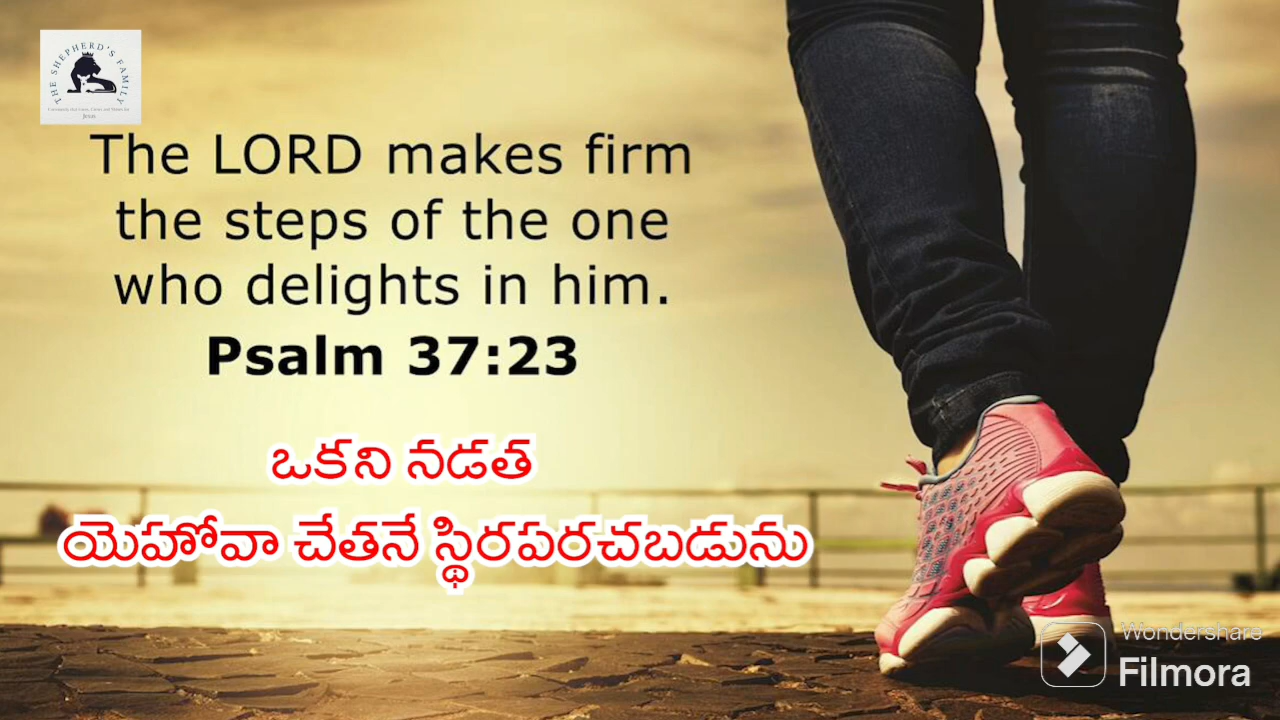 THE SHEPHERD'S FAMILY
Jesus
The LORD makes firm
the steps of the one
who delights in him.
Psalm 37:23
ఒకని నడత
యెహోవా చేతనే స్థిరపరచబడును
Wondershare
Filmora